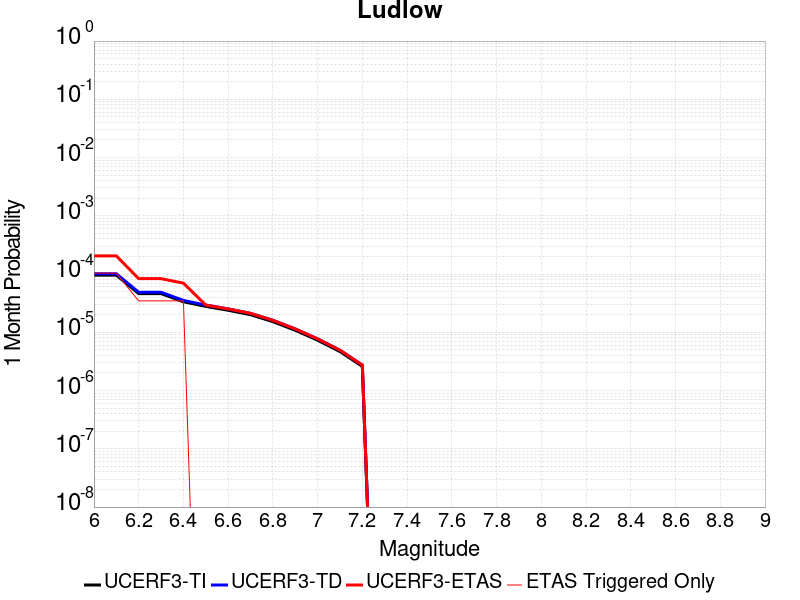 Ludlow
1 Month Probability
10^0
10^-1
10^-2
10^-3
10^-4
10^-5
10^-6
10^-7
10^-8
6 6.2 6.4 6.6 6.8 7 7.2 7.4 7.6 7.8 8 8.2 8.4 8.6 8.8 9
Magnitude
UCERF3-TI UCERF3-TD UCERF3-ETAS ETAS Triggered Only